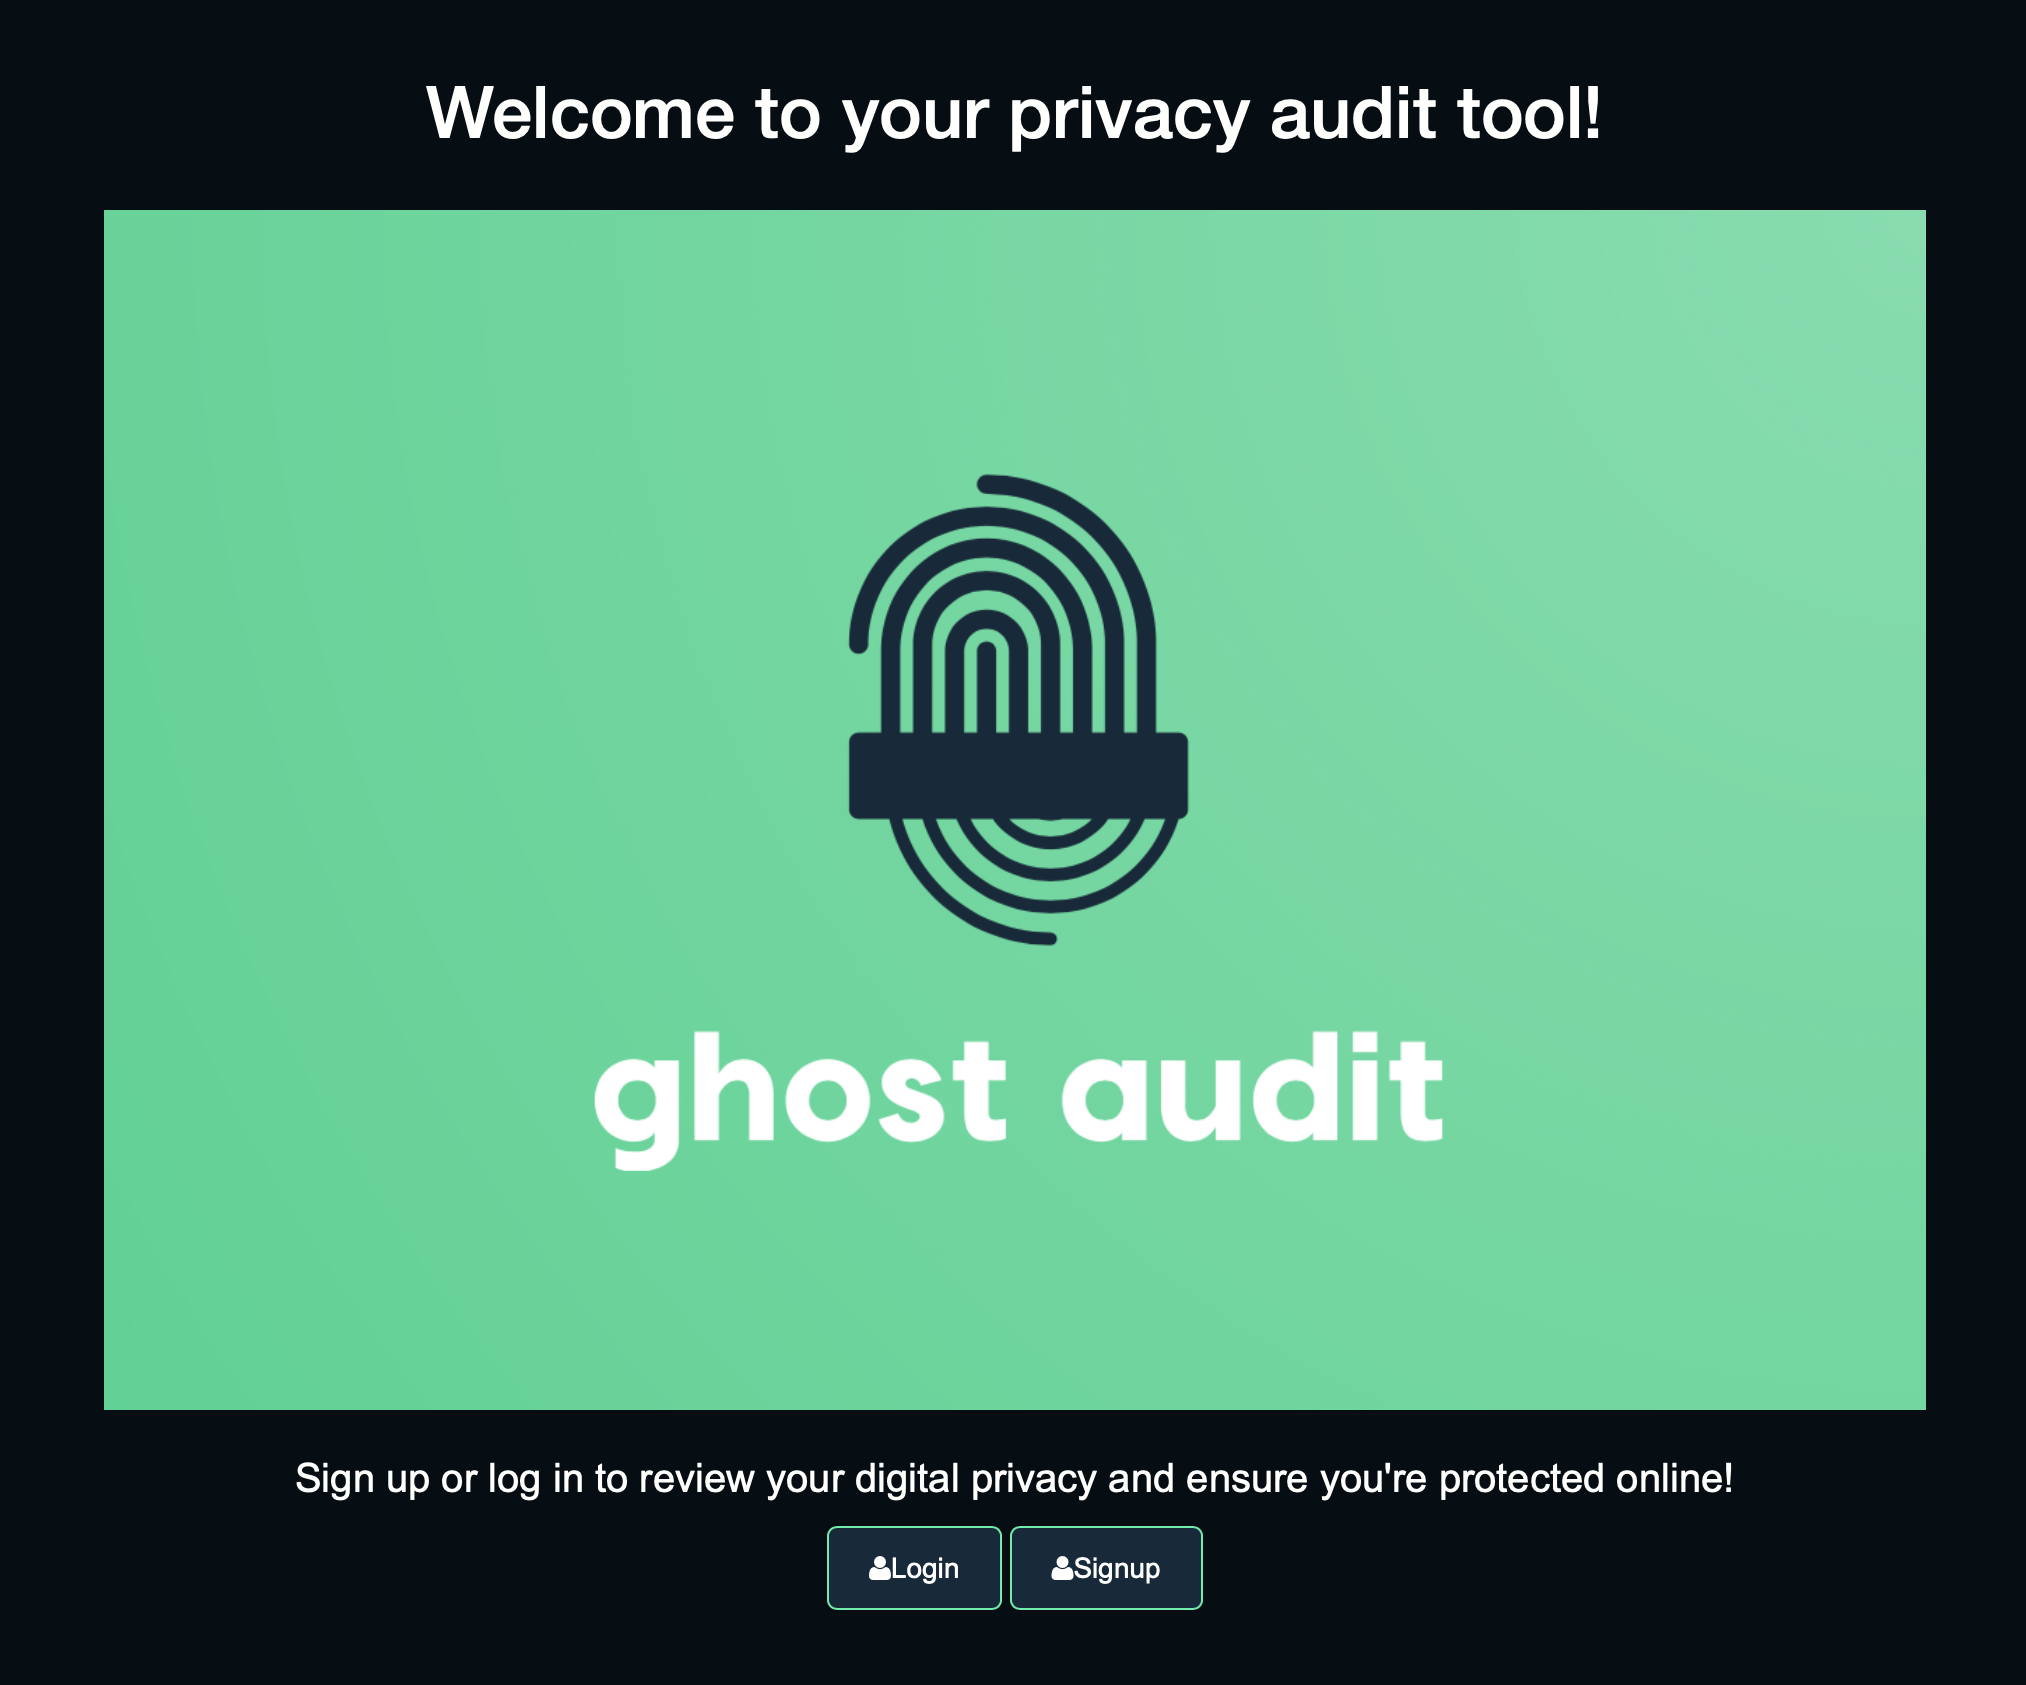 Welcome to your privacy audit tool!
ghost audit
Sign up or log in to review your digital privacy and ensure you're protected online!
Login
Signup